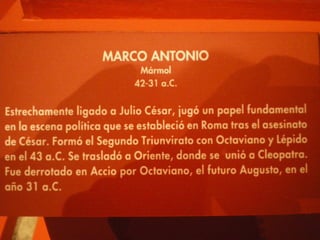 MARCO ANTONIO
Mármol
42-31 a.C.
Estrechamente ligado a Julio César, jugó un papel fundamental
en la escena política que se estableció en Roma tras el asesinato
de César. Formó el Segundo Triunvirato con Octaviano y Lépido
en el 43 a.C. Se trasladó a Oriente, donde se unió a Cleopatra.
Fue derrotado en Accio por Octaviano, el futuro Augusto, en el
año 31 a.C.